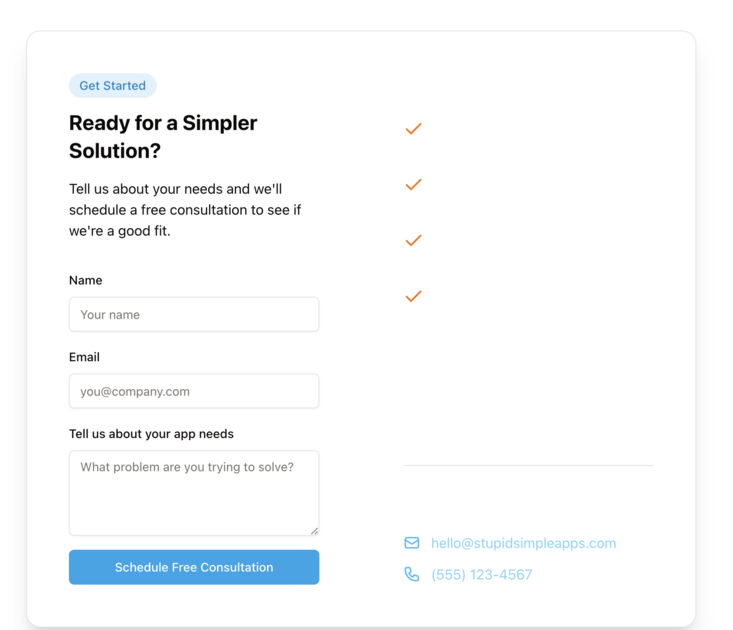 Get Started
Ready for a Simpler
Solution?
Tell us about your needs and we'll
schedule a free consultation to see if
we're a good fit.
Name
Your name
Email
you@company.com
Tell us about your app needs
What problem are you trying to solve?
Schedule Free Consultation
hello@stupidsimpleapps.com
(555) 123-4567